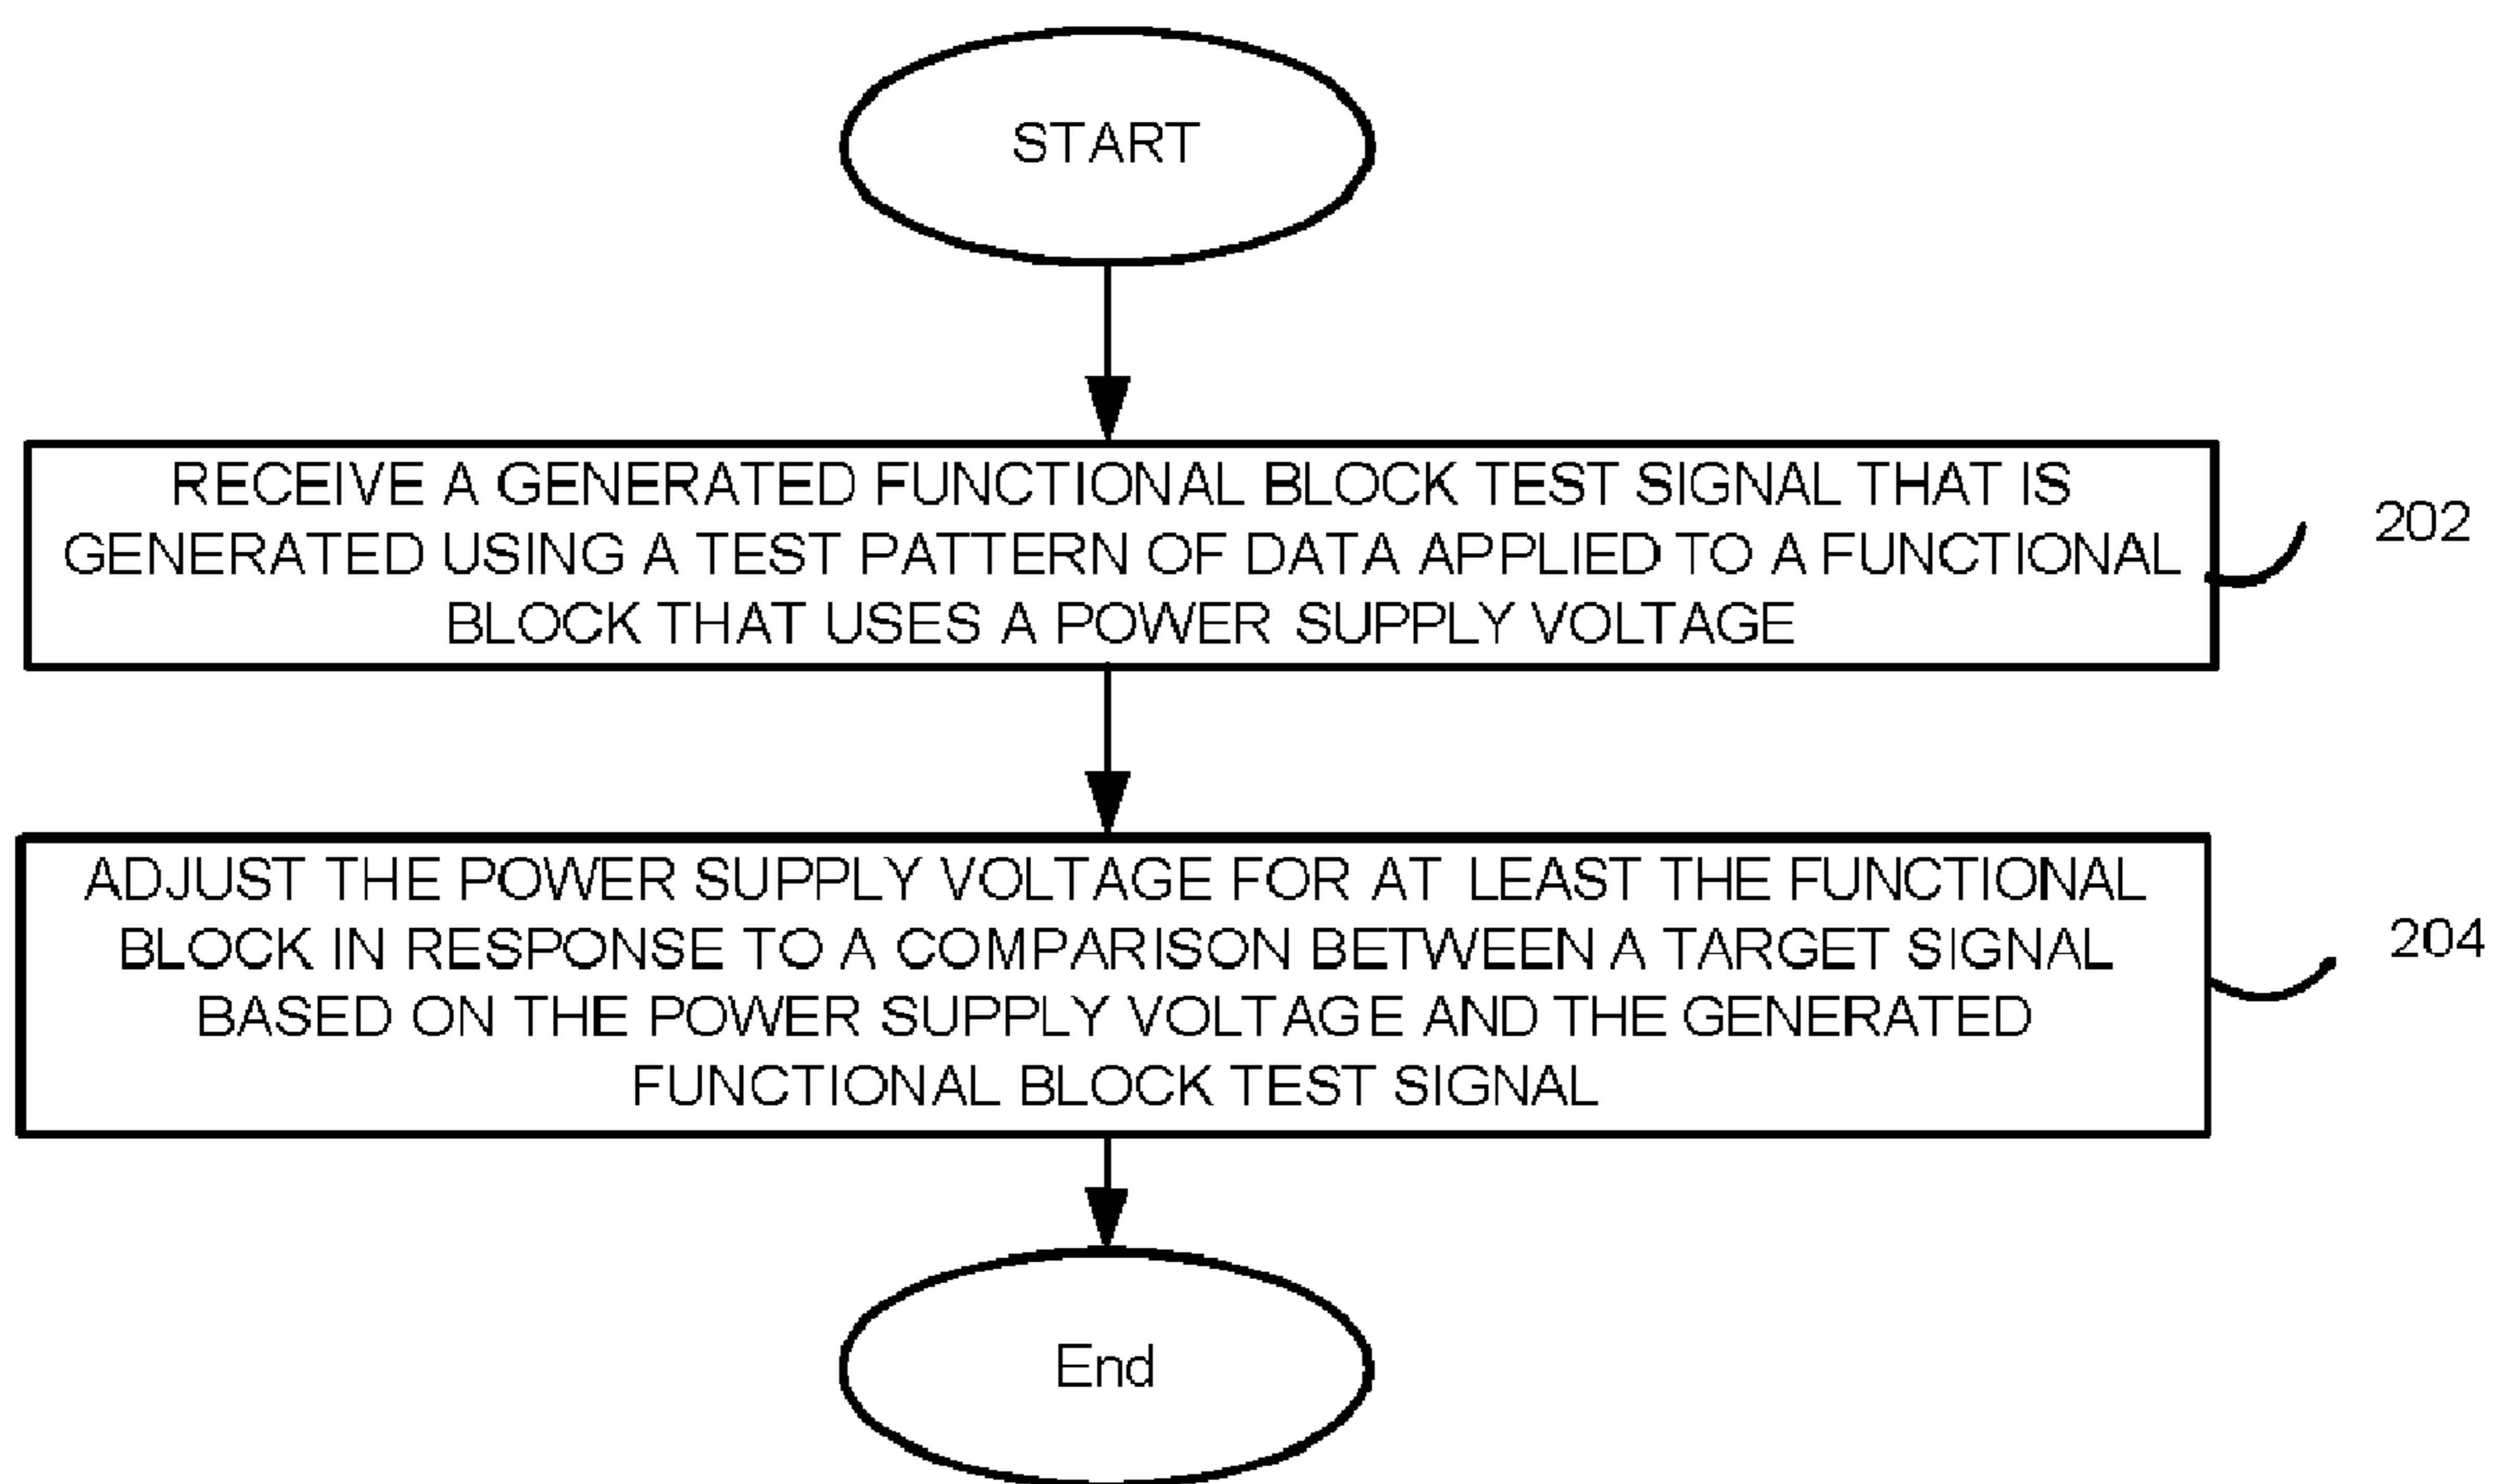 START
RECEIVE A GENERATED FUNCTIONAL BLOCK TEST SIGNAL THAT IS
GENERATED USING A TEST PATTERN OF DATA APPLIED TO A FUNCTIONAL
BLOCK THAT USES A POWER SUPPLY VOLTAGE
202
ADJUST THE POWER SUPPLY VOLTAGE FOR AT LEAST THE FUNCTIONAL
BLOCK IN RESPONSE TO A COMPARISON BETWEEN A TARGET SIGNAL
BASED ON THE POWER SUPPLY VOLTAGE AND THE GENERATED
FUNCTIONAL BLOCK TEST SIGNAL
204
End